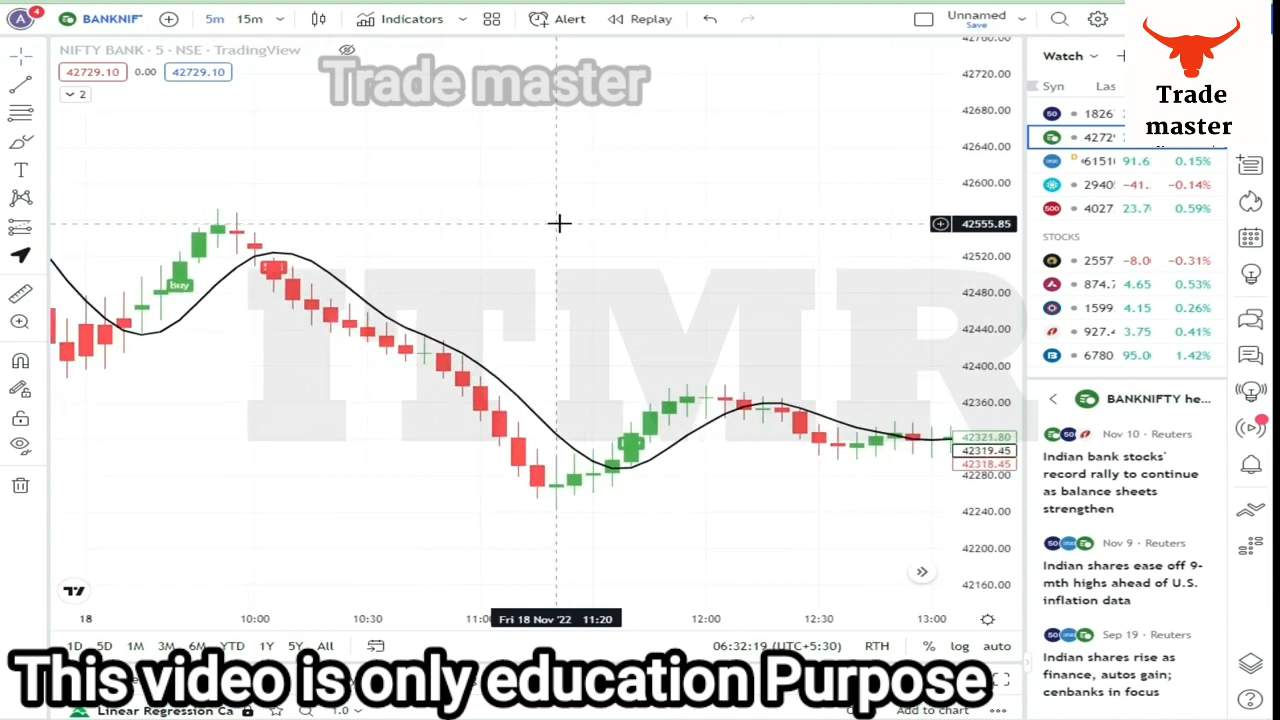 A 4
BANKNIF
5m 15m
Indicators
Alert
Replay
Unnamed
Save
NIFTY BANK · 5 · NSE · TradingView
42729.10 0.00 42729.10
2
Trade master
Trade
master
Watch
Syn Las
50 1826
4272
D 6151 91.6 0.15%
2940 -41. -0.14%
500 4027 23.7 0.59%
STOCKS
2557 -8.0 -0.31%
874.7 4.65 0.53%
1599 4.15 0.26%
927.4 3.75 0.41%
6780 95.0 1.42%
BANKNIFTY he...
Nov 10 · Reuters
Indian bank stocks'
record rally to continue
as balance sheets
strengthen
Nov 9 · Reuters
Indian shares ease off 9-
mth highs ahead of U.S.
inflation data
Sep 19 · Reuters
Indian shares rise as
finance, autos gain;
cenbanks in focus
42760.00
42720.00
42680.00
42640.00
42600.00
42555.85
42520.00
42480.00
42440.00
42400.00
42360.00
42321.80
42319.45
42318.45
42280.00
42240.00
42200.00
42160.00
Buy
ITMR
18 10:00 10:30 11:00 Fri 18 Nov '22 11:20 12:00 12:30 13:00
1D 5D 1M 3M 6M YTD 1Y 5Y All
06:32:19 (UTC+5:30) RTH % log auto
This video is only education Purpose
Linear Regression Ca
1.0
Add to chart